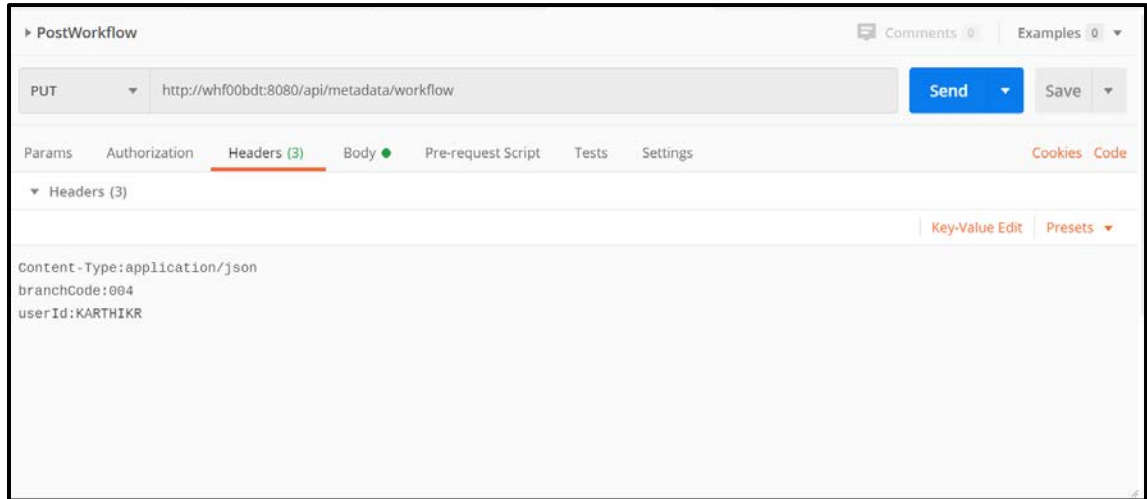 PostWorkflow Comments 0 Examples 0
PUT http://whf00bdt:8080/api/metadata/workflow Send Save
Params Authorization Headers (3) Body Pre-request Script Tests Settings Cookies Code
Headers (3)
Key-Value Edit Presets
Content-Type:application/json
branchCode:004
userId:KARTHIKR